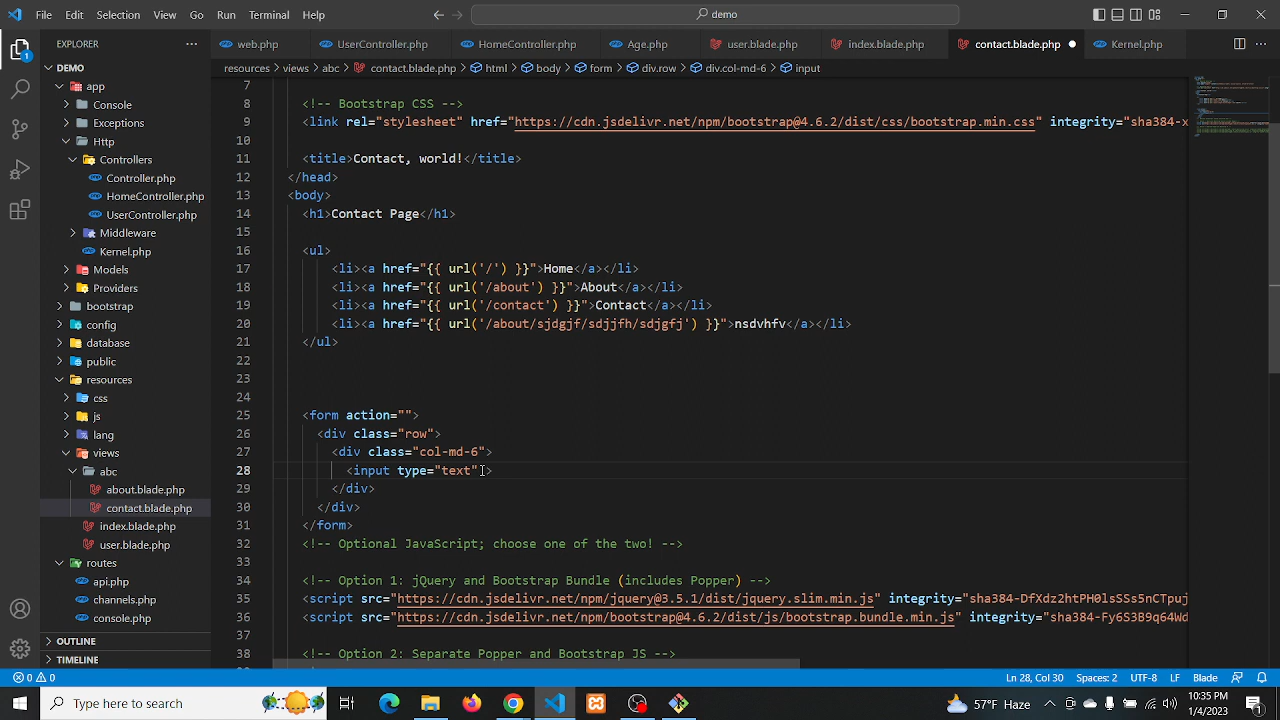 File Edit Selection View Go Run Terminal Help
demo
EXPLORER
web.php UserController.php HomeController.php Age.php user.blade.php index.blade.php contact.blade.php Kernel.php
resources > views > abc > contact.blade.php > html > body > form > div.row > div.col-md-6 > input
DEMO
app
Console
Exceptions
Http
controllers
Controller.php
HomeController.php
UserController.php
Middleware
Kernel.php
Models
Providers
bootstrap
config
database
public
resources
css
js
lang
views
abc
about.blade.php
contact.blade.php
index.blade.php
user.blade.php
routes
api.php
channels.php
console.php
OUTLINE
TIMELINE
7
8 <!-- Bootstrap CSS -->
9 <link rel="stylesheet" href="https://cdn.jsdelivr.net/npm/bootstrap@4.6.2/dist/css/bootstrap.min.css" integrity="sha384-x
10
11 <title>Contact, world!</title>
12 </head>
13 <body>
14 <h1>Contact Page</h1>
15
16 <ul>
17 <li><a href="{{ url('/') }}">Home</a></li>
18 <li><a href="{{ url('/about') }}">About</a></li>
19 <li><a href="{{ url('/contact') }}">Contact</a></li>
20 <li><a href="{{ url('/about/sjdgjf/sdjjfh/sdjgfj') }}">nsdvhfv</a></li>
21 </ul>
22
23
24
25 <form action="">
26 <div class="row">
27 <div class="col-md-6">
28 <input type="text" >
29 </div>
30 </div>
31 </form>
32 <!-- Optional JavaScript; choose one of the two! -->
33
34 <!-- Option 1: jQuery and Bootstrap Bundle (includes Popper) -->
35 <script src="https://cdn.jsdelivr.net/npm/jquery@3.5.1/dist/jquery.slim.min.js" integrity="sha384-DfXdz2htPH0lsSSs5nCTpuj
36 <script src="https://cdn.jsdelivr.net/npm/bootstrap@4.6.2/dist/js/bootstrap.bundle.min.js" integrity="sha384-Fy6S3B9q64Wd
37
38 <!-- Option 2: Separate Popper and Bootstrap JS -->
0 0 Ln 28, Col 30 Spaces: 2 UTF-8 LF Blade
Type here to search 57°F Haze 10:35 PM
1/4/2023